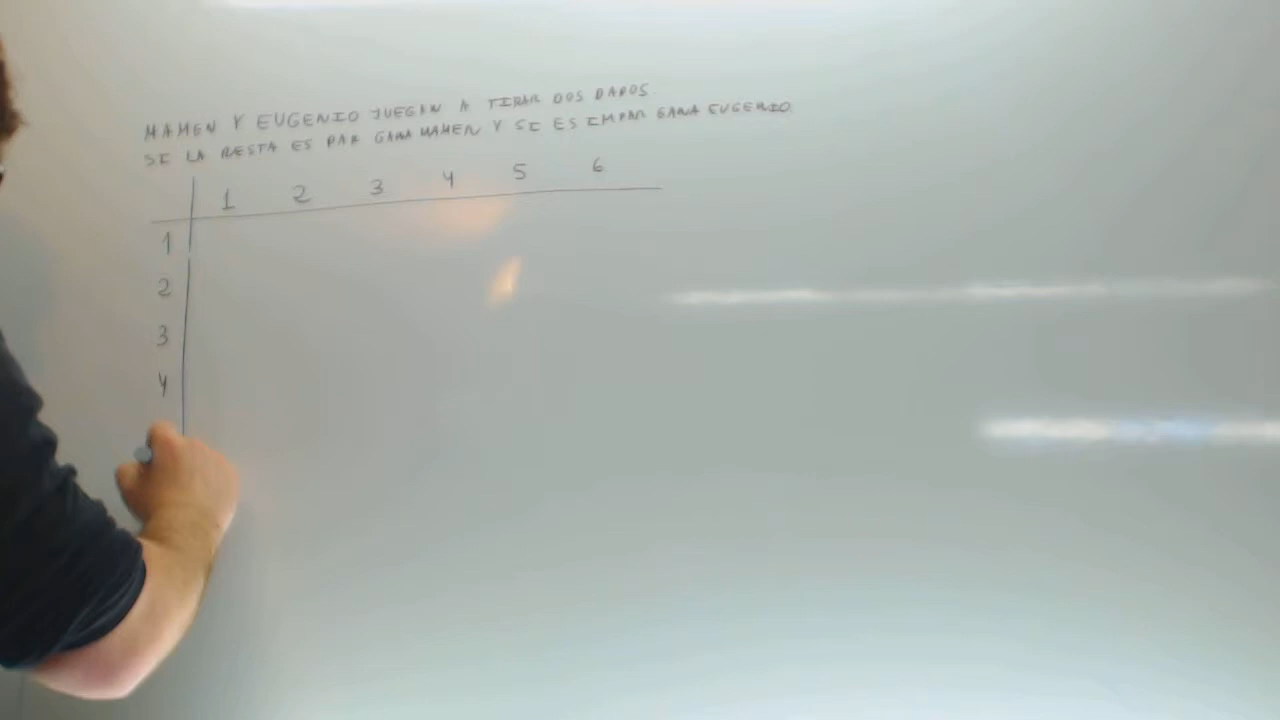 MAMEN Y EUGENIO JUEGAN A TIRAR DOS DADOS.
SI LA RESTA ES PAR GANA MAMEN Y SI ES IMPAR GANA EUGENIO.
1 2 3 4 5 6
1
2
3
4